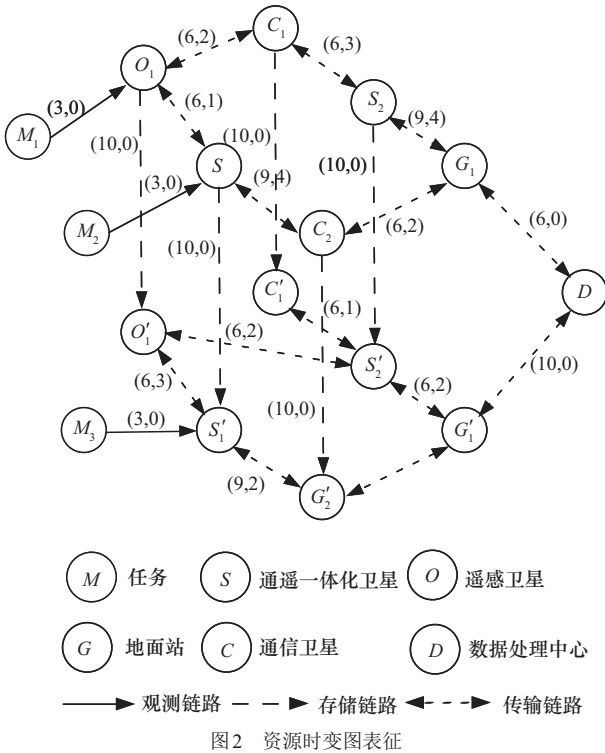 C₁
(6,2)
(6,3)
O₁
(3,0)
(6,1)
S₂
M₁
(10,0)
(10,0)
(9,4)
S
(10,0)
G₁
(3,0)
(9,4)
M₂
C₂
(6,2)
(6,0)
(10,0)
C′₁
D
(6,1)
O′₁
(6,2)
S′₂
(6,3)
(6,2)
(10,0)
(10,0)
M₃
(3,0)
S′₁
G′₁
(9,2)
G′₂
M 任务 S 通遥一体化卫星 O 遥感卫星
G 地面站 C 通信卫星 D 数据处理中心
观测链路 存储链路 传输链路
图2 资源时变图表征